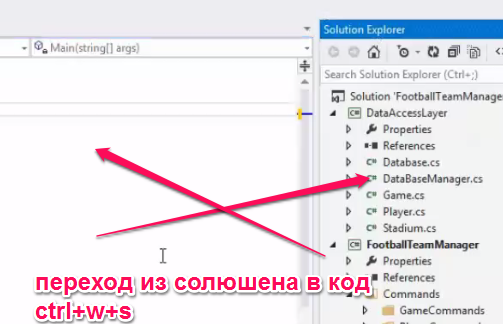 Solution Explorer
Main(string[] args)
Search Solution Explorer (Ctrl+;)
Solution 'FootballTeamManager
DataAccessLayer
Properties
References
Database.cs
DataBaseManager.cs
Game.cs
Player.cs
Stadium.cs
FootballTeamManager
Properties
References
Commands
GameCommands
переход из солюшена в код
ctrl+w+s